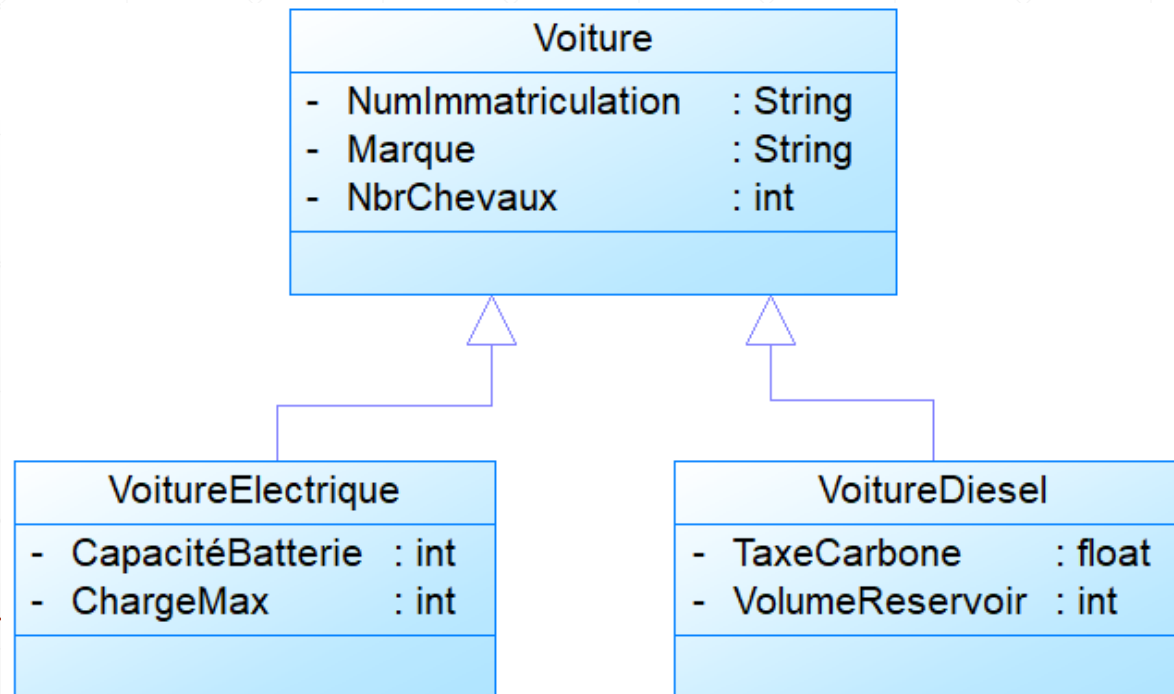 Voiture
- NumImmatriculation : String
- Marque : String
- NbrChevaux : int
VoitureElectrique
- CapacitéBatterie : int
- ChargeMax : int
VoitureDiesel
- TaxeCarbone : float
- VolumeReservoir : int